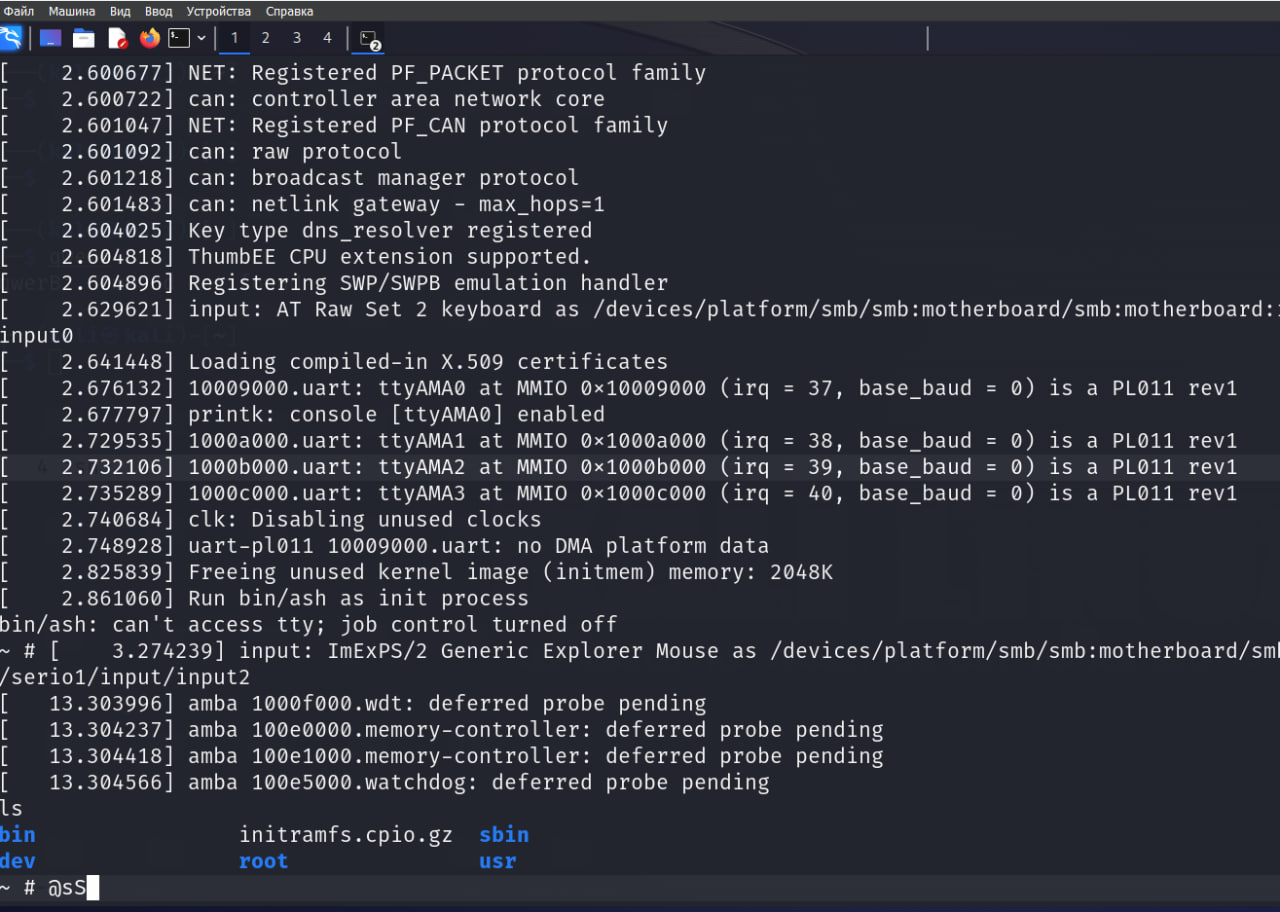 Файл Машина Вид Ввод Устройства Справка
1 2 3 4 2
[    2.600677] NET: Registered PF_PACKET protocol family
[    2.600722] can: controller area network core
[    2.601047] NET: Registered PF_CAN protocol family
[    2.601092] can: raw protocol
[    2.601218] can: broadcast manager protocol
[    2.601483] can: netlink gateway - max_hops=1
[    2.604025] Key type dns_resolver registered
[    2.604818] ThumbEE CPU extension supported.
[    2.604896] Registering SWP/SWPB emulation handler
[    2.629621] input: AT Raw Set 2 keyboard as /devices/platform/smb/smb:motherboard/smb:motherboard:
input0
[    2.641448] Loading compiled-in X.509 certificates
[    2.676132] 10009000.uart: ttyAMA0 at MMIO 0×10009000 (irq = 37, base_baud = 0) is a PL011 rev1
[    2.677797] printk: console [ttyAMA0] enabled
[    2.729535] 1000a000.uart: ttyAMA1 at MMIO 0×1000a000 (irq = 38, base_baud = 0) is a PL011 rev1
[    2.732106] 1000b000.uart: ttyAMA2 at MMIO 0×1000b000 (irq = 39, base_baud = 0) is a PL011 rev1
[    2.735289] 1000c000.uart: ttyAMA3 at MMIO 0×1000c000 (irq = 40, base_baud = 0) is a PL011 rev1
[    2.740684] clk: Disabling unused clocks
[    2.748928] uart-pl011 10009000.uart: no DMA platform data
[    2.825839] Freeing unused kernel image (initmem) memory: 2048K
[    2.861060] Run bin/ash as init process
bin/ash: can't access tty; job control turned off
~ # [    3.274239] input: ImExPS/2 Generic Explorer Mouse as /devices/platform/smb/smb:motherboard/smb
/serio1/input/input2
[   13.303996] amba 1000f000.wdt: deferred probe pending
[   13.304237] amba 100e0000.memory-controller: deferred probe pending
[   13.304418] amba 100e1000.memory-controller: deferred probe pending
[   13.304566] amba 100e5000.watchdog: deferred probe pending
ls
bin                initramfs.cpio.gz  sbin
dev                root               usr
~ # @sS